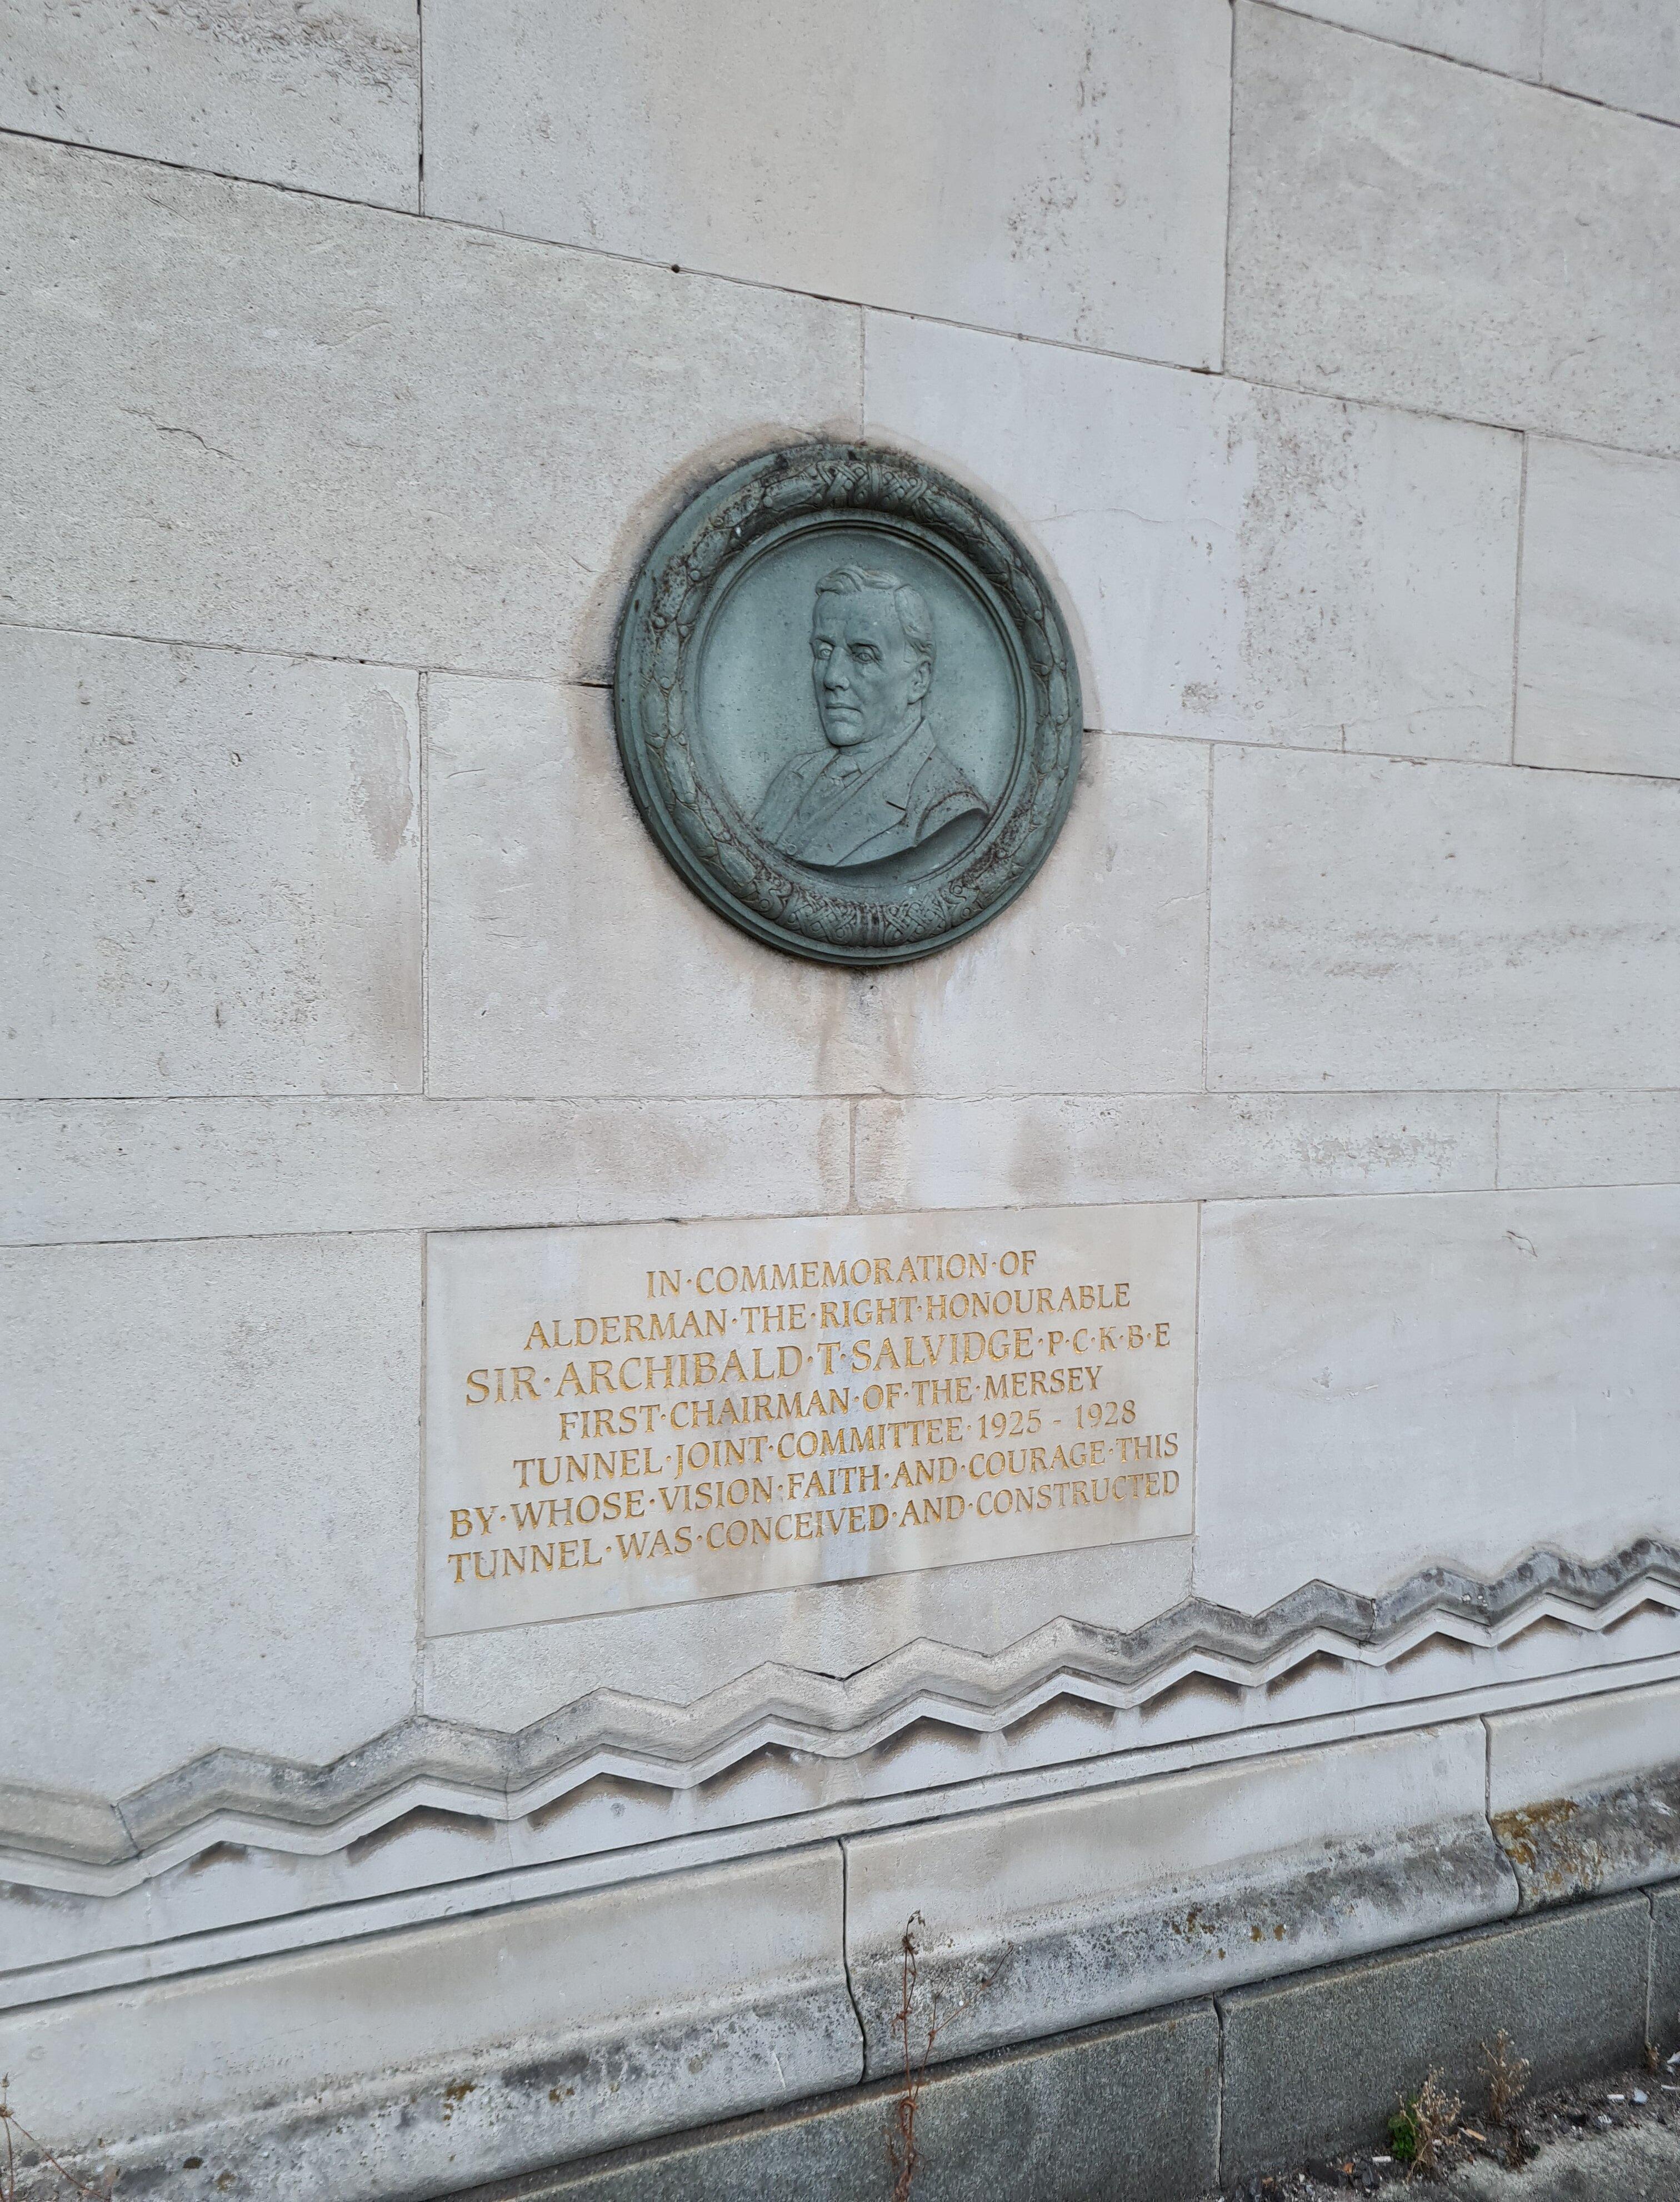 IN·COMMEMORATION·OF
ALDERMAN·THE·RIGHT·HONOURABLE
SIR·ARCHIBALD·T·SALVIDGE·P·C·K·B·E
FIRST·CHAIRMAN·OF·THE·MERSEY
TUNNEL·JOINT·COMMITTEE·1925 - 1928
BY·WHOSE·VISION·FAITH·AND·COURAGE·THIS
TUNNEL·WAS·CONCEIVED·AND·CONSTRUCTED